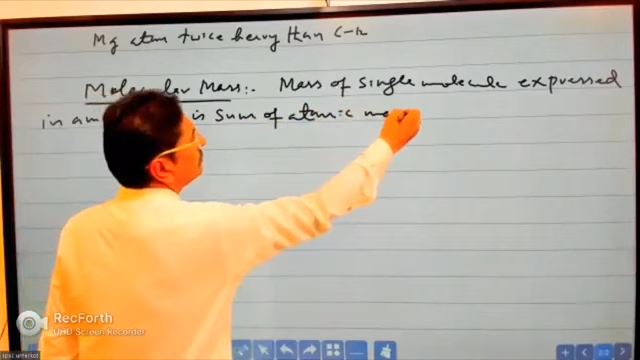 Mg atom twice heavy than C-12
Molecular Mass:- Mass of single molecule expressed
in am is sum of atomic ma
RecForth
UHD Screen Recorder